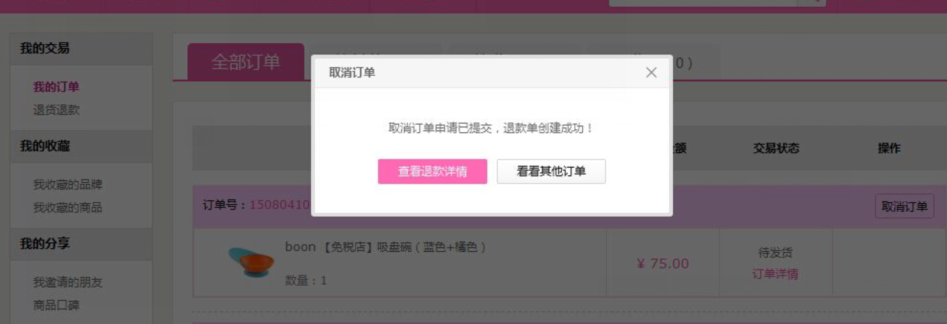 我的交易
我的订单
退货退款
我的收藏
我收藏的品牌
我收藏的商品
我的分享
我邀请的朋友
商品口碑
全部订单
0 )
取消订单
取消订单申请已提交，退款单创建成功！
查看退款详情
看看其他订单
交易状态
操作
订单号：15080410
取消订单
boon 【免税店】吸盘碗（蓝色+橘色）
数量：1
¥ 75.00
待发货
订单详情